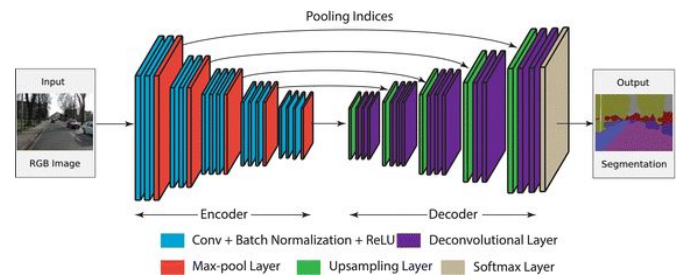 Pooling Indices
Input
RGB Image
Output
Segmentation
Encoder
Decoder
Conv + Batch Normalization + ReLU
Deconvolutional Layer
Max-pool Layer
Upsampling Layer
Softmax Layer